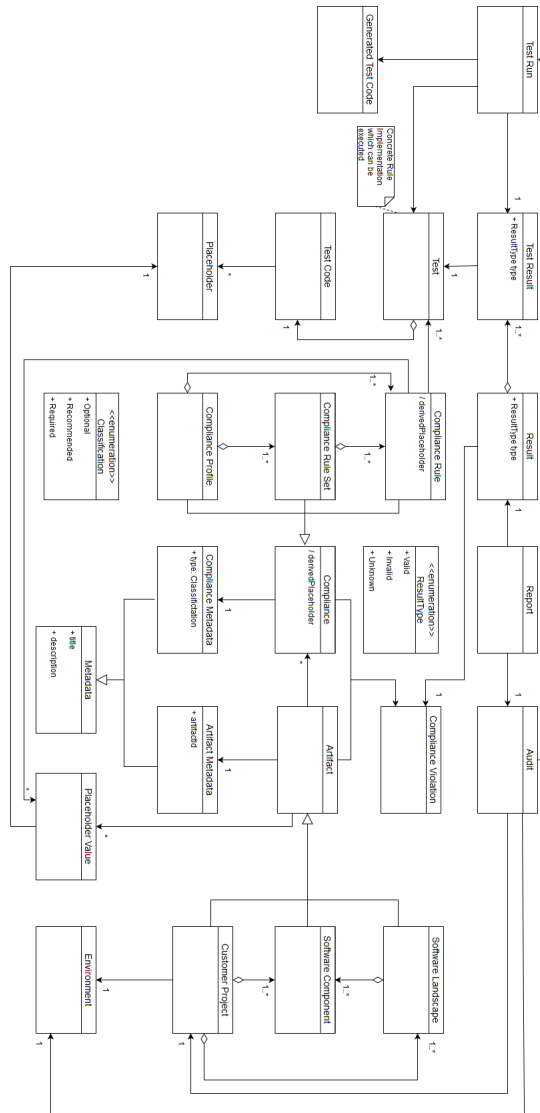 Test Run
1
Test Result
+ ResultType type
1..*
Result
+ ResultType type
1
Report
1
Audit
1
Generated Test Code
Concrete Rule
Implementation
which can be
executed
Test
1..*
Compliance Rule
/ derivedPlaceholder
1..*
<<enumeration>>
ResultType
+ Valid
+ Invalid
+ Unknown
1
Compliance Violation
Software Landscape
1..*
Test Code
1
Compliance Rule Set
1..*
1..*
Compliance
/ derivedPlaceholder
*
Artifact
Software Component
1..*
1..*
Placeholder
1
*
Compliance Profile
Compliance Metadata
+ type: Classifictation
1
Artifact Metadata
+ artifactId
1
Customer Project
1
<<enumeration>>
Classification
+ Optional
+ Recommended
+ Required
Metadata
+ title
+ description
*
Placeholder Value
*
Environment
1
1